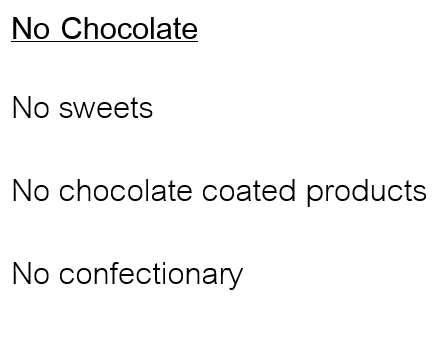 No Chocolate
No sweets
No chocolate coated products
No confectionary